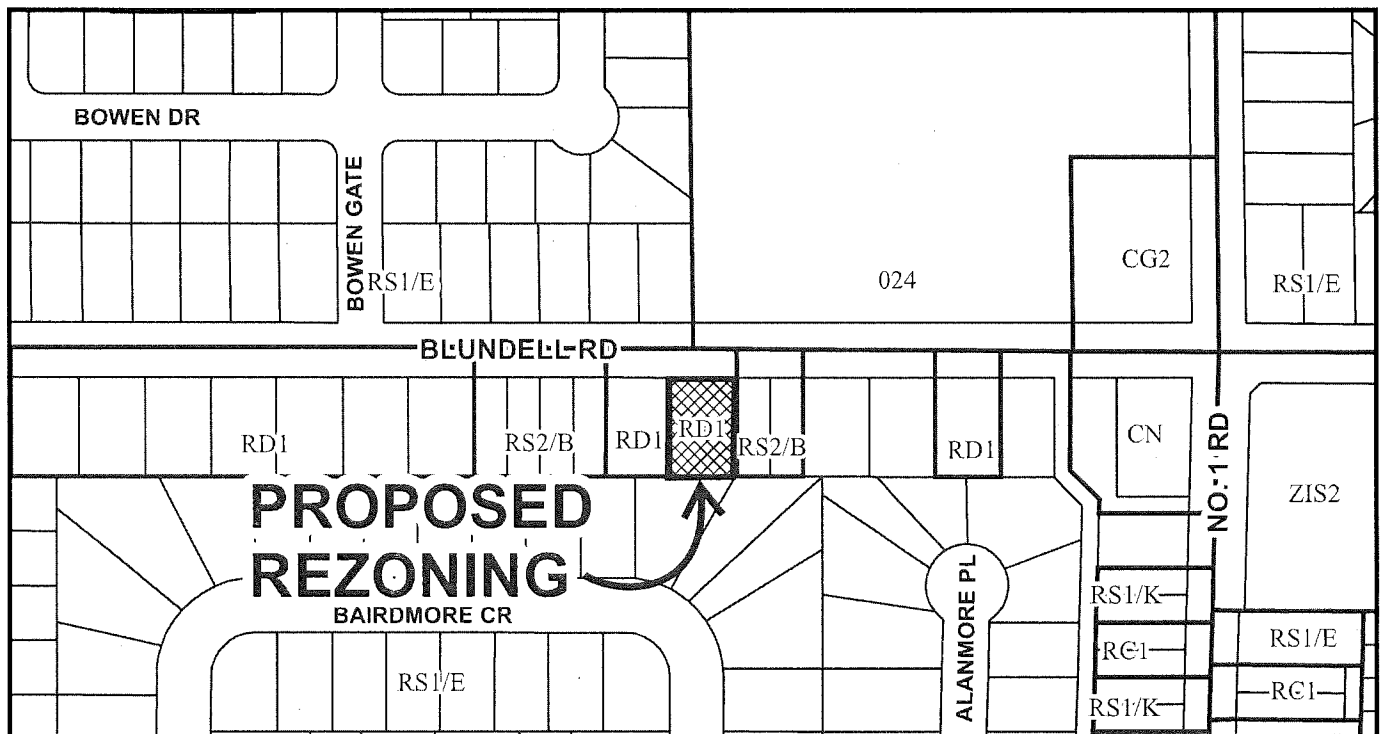 BOWEN DR
BOWEN GATE
RS1/E
024
CG2
RS1/E
BLUNDELL RD
RD1
RS2/B
RD1
RD1
RS2/B
RD1
CN
NO. 1 RD
ZIS2
PROPOSED
REZONING
BAIRDMORE CR
RS1/E
ALANMORE PL
RS1/K
RC1
RS1/K
RS1/E
RC1